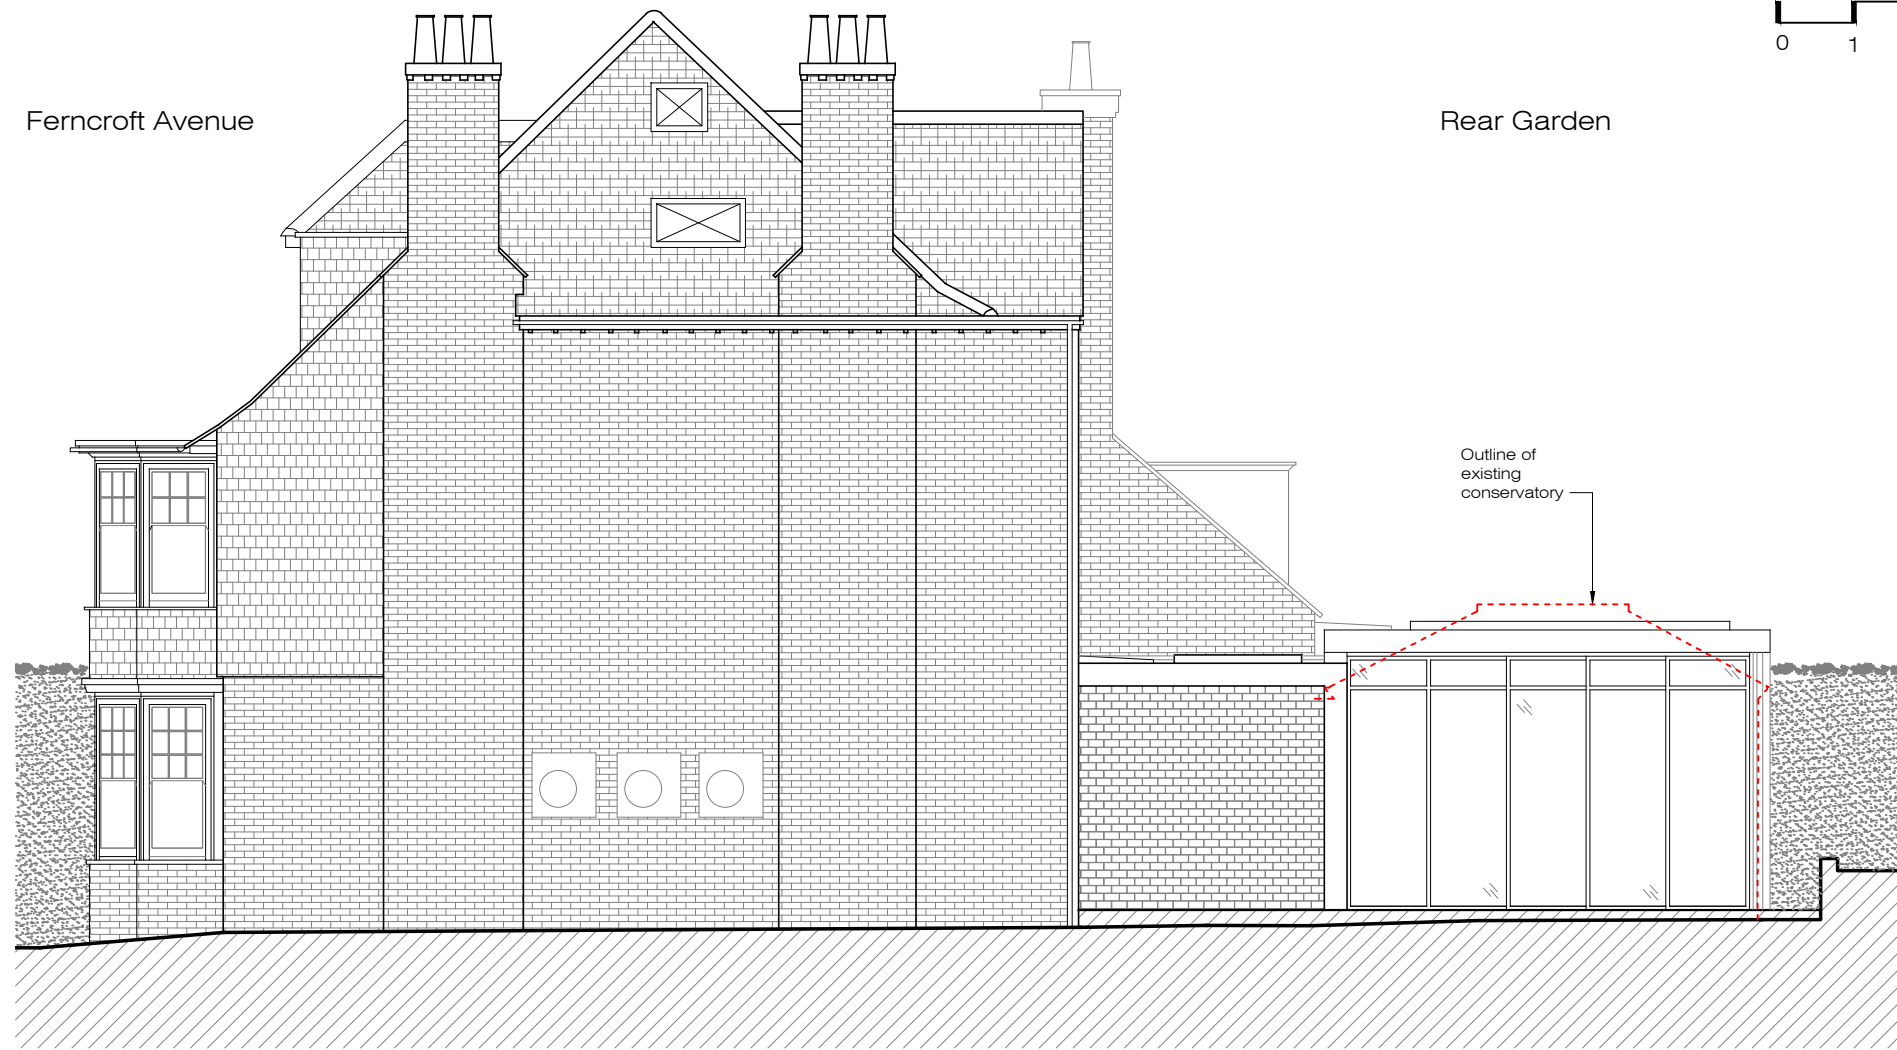 0 1
Ferncroft Avenue
Rear Garden
Outline of
existing
conservatory